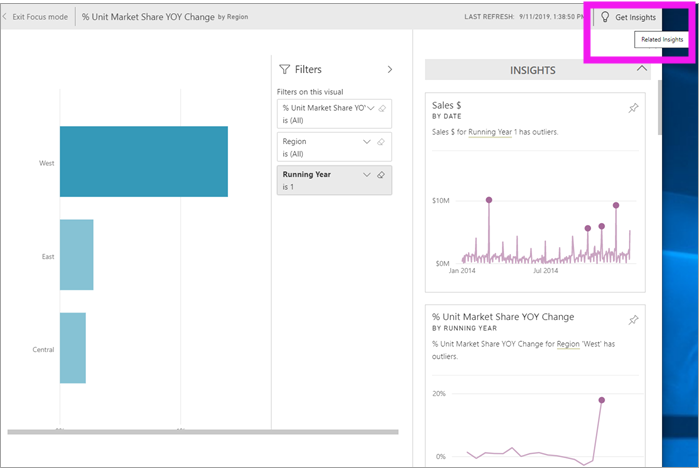 Exit Focus mode
% Unit Market Share YOY Change by Region
LAST REFRESH: 9/11/2019, 1:38:50
Get Insights
Related Insights
West
East
Central
Filters
Filters on this visual
% Unit Market Share YO
is (All)
Region
is (All)
Running Year
is 1
INSIGHTS
Sales $
BY DATE
Sales $ for Running Year 1 has outliers.
$10M
$0M
Jan 2014
Jul 2014
% Unit Market Share YOY Change
BY RUNNING YEAR
% Unit Market Share YOY Change for Region 'West' has
outliers.
20%
0%